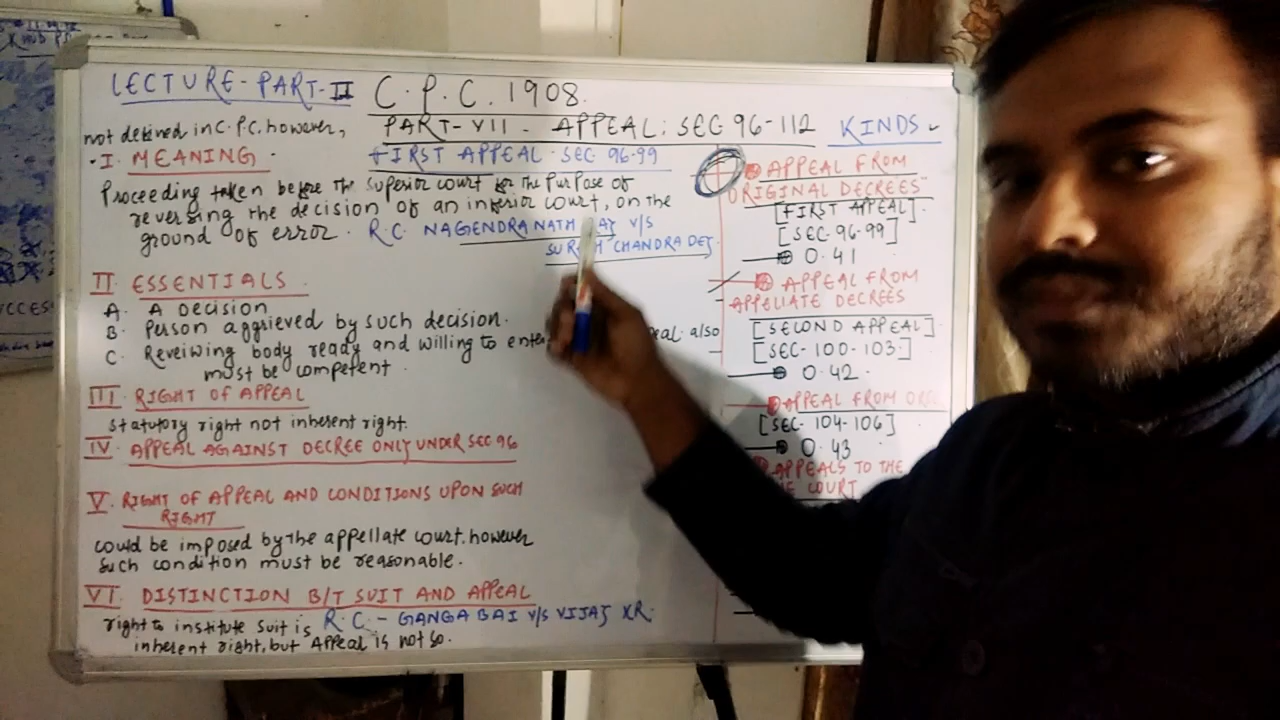 LECTURE-PART-II C.P.C. 1908.
PART-VII - APPEAL: SEC 96-112
KINDS
not defined in C.P.C. however,
I. MEANING.
FIRST APPEAL - SEC 96-99
Proceeding taken before the superior court for the Purpose of
reversing the decision of an inferior court, on the
ground of error. R.C. NAGENDRA NATH V/S
CHANDRA DEY.
II ESSENTIALS
A. A Decision
B. Person aggrieved by such decision.
C. Reveiwing body ready and willing to also
must be competent.
III RIGHT OF APPEAL
Statutory right not inherent right.
IV APPEAL AGAINST DECREE ONLY UNDER SEC 96
V. RIGHT OF APPEAL AND CONDITIONS UPON SUCH
RIGHT
could be imposed by the appellate court. however
such condition must be reasonable.
VI. DISTINCTION B/T SUIT AND APPEAL
right to institute suit is R.C. - GANGA BAI V/S VIJAY KR.
inherent right, but Appeal is not so.
APPEAL FROM
ORIGINAL DECREES"
[FIRST APPEAL].
[SEC-96-99]
O.41
APPEAL FROM
APPELLATE DECREES
[SECOND APPEAL].
[SEC-100-103.]
O.42.
APPEAL FROM
[SEC-104-106]
O.43
APPEALS TO THE
COURT